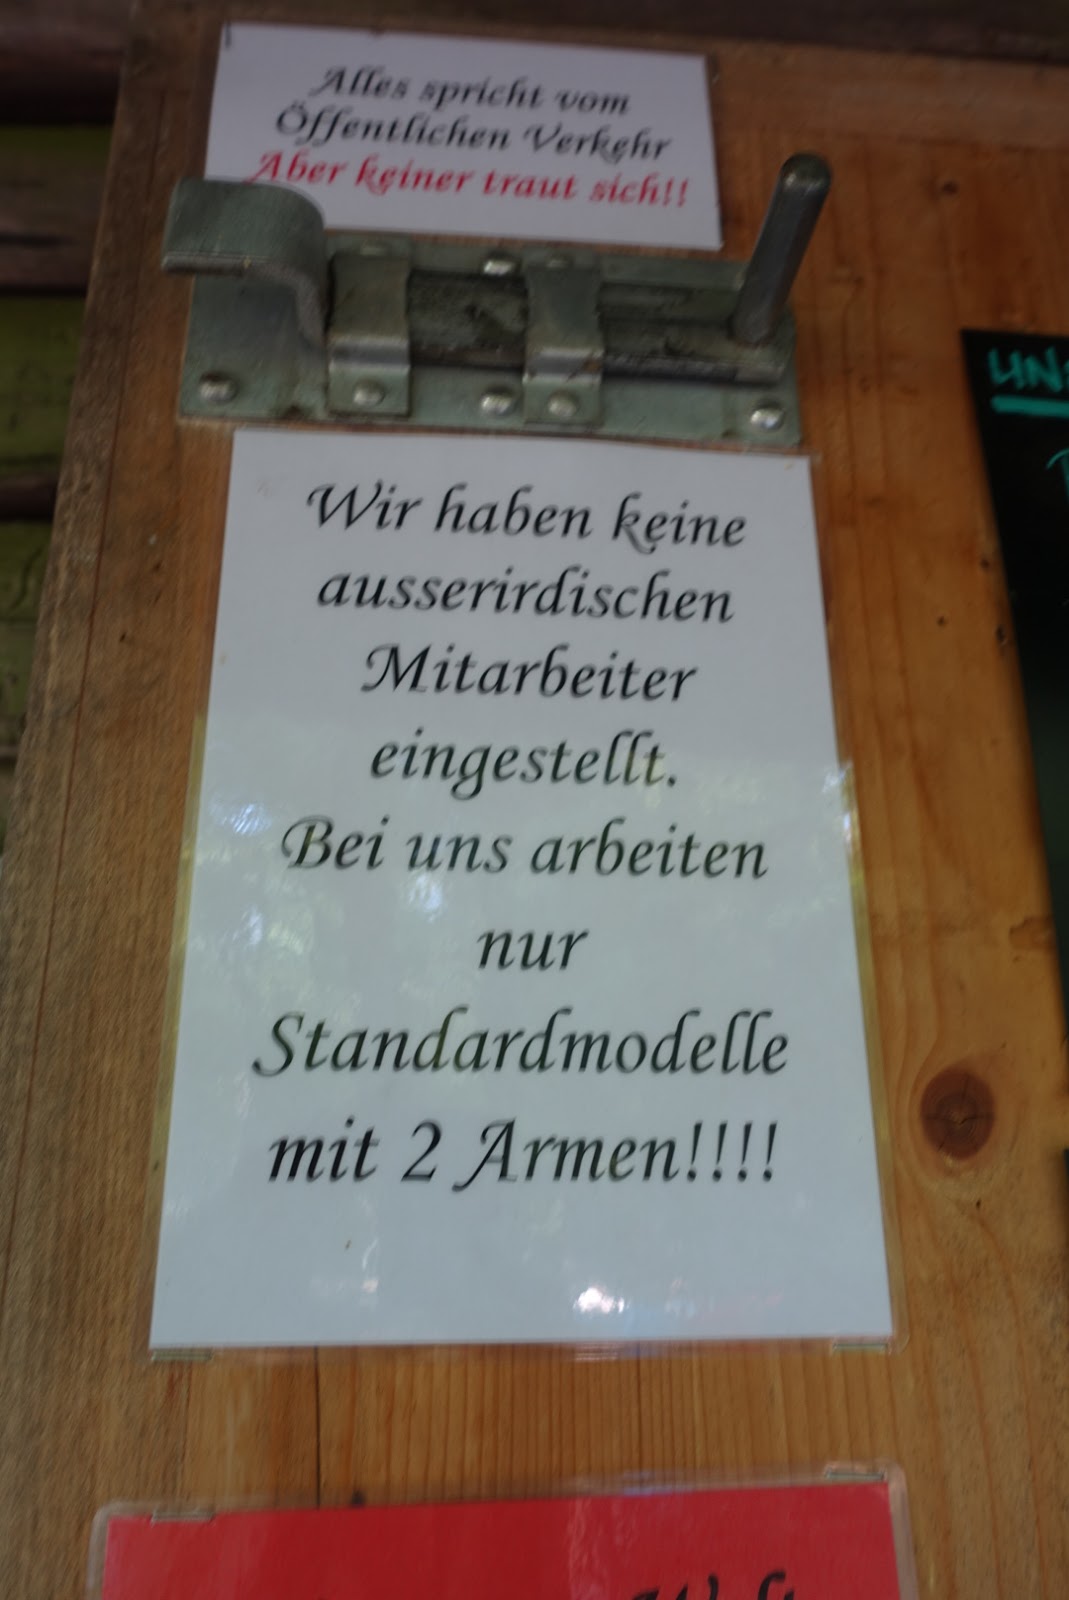 Alles spricht vom
Öffentlichen Verkehr
Aber keiner traut sich!!
Wir haben keine
ausserirdischen
Mitarbeiter
eingestellt.
Bei uns arbeiten
nur
Standardmodelle
mit 2 Armen!!!!